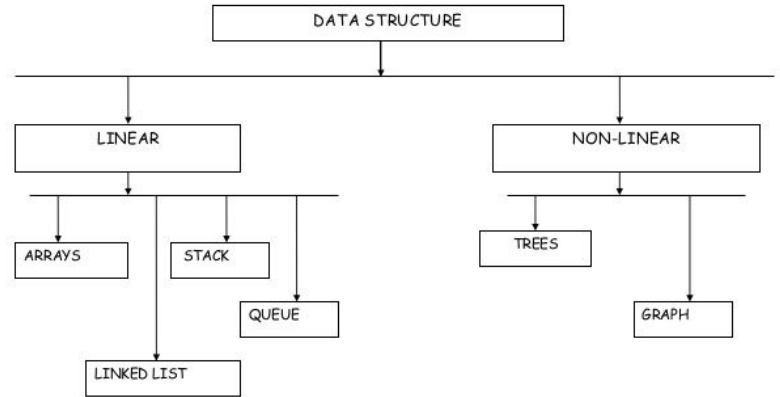 DATA STRUCTURE
LINEAR
NON-LINEAR
ARRAYS
STACK
TREES
QUEUE
GRAPH
LINKED LIST